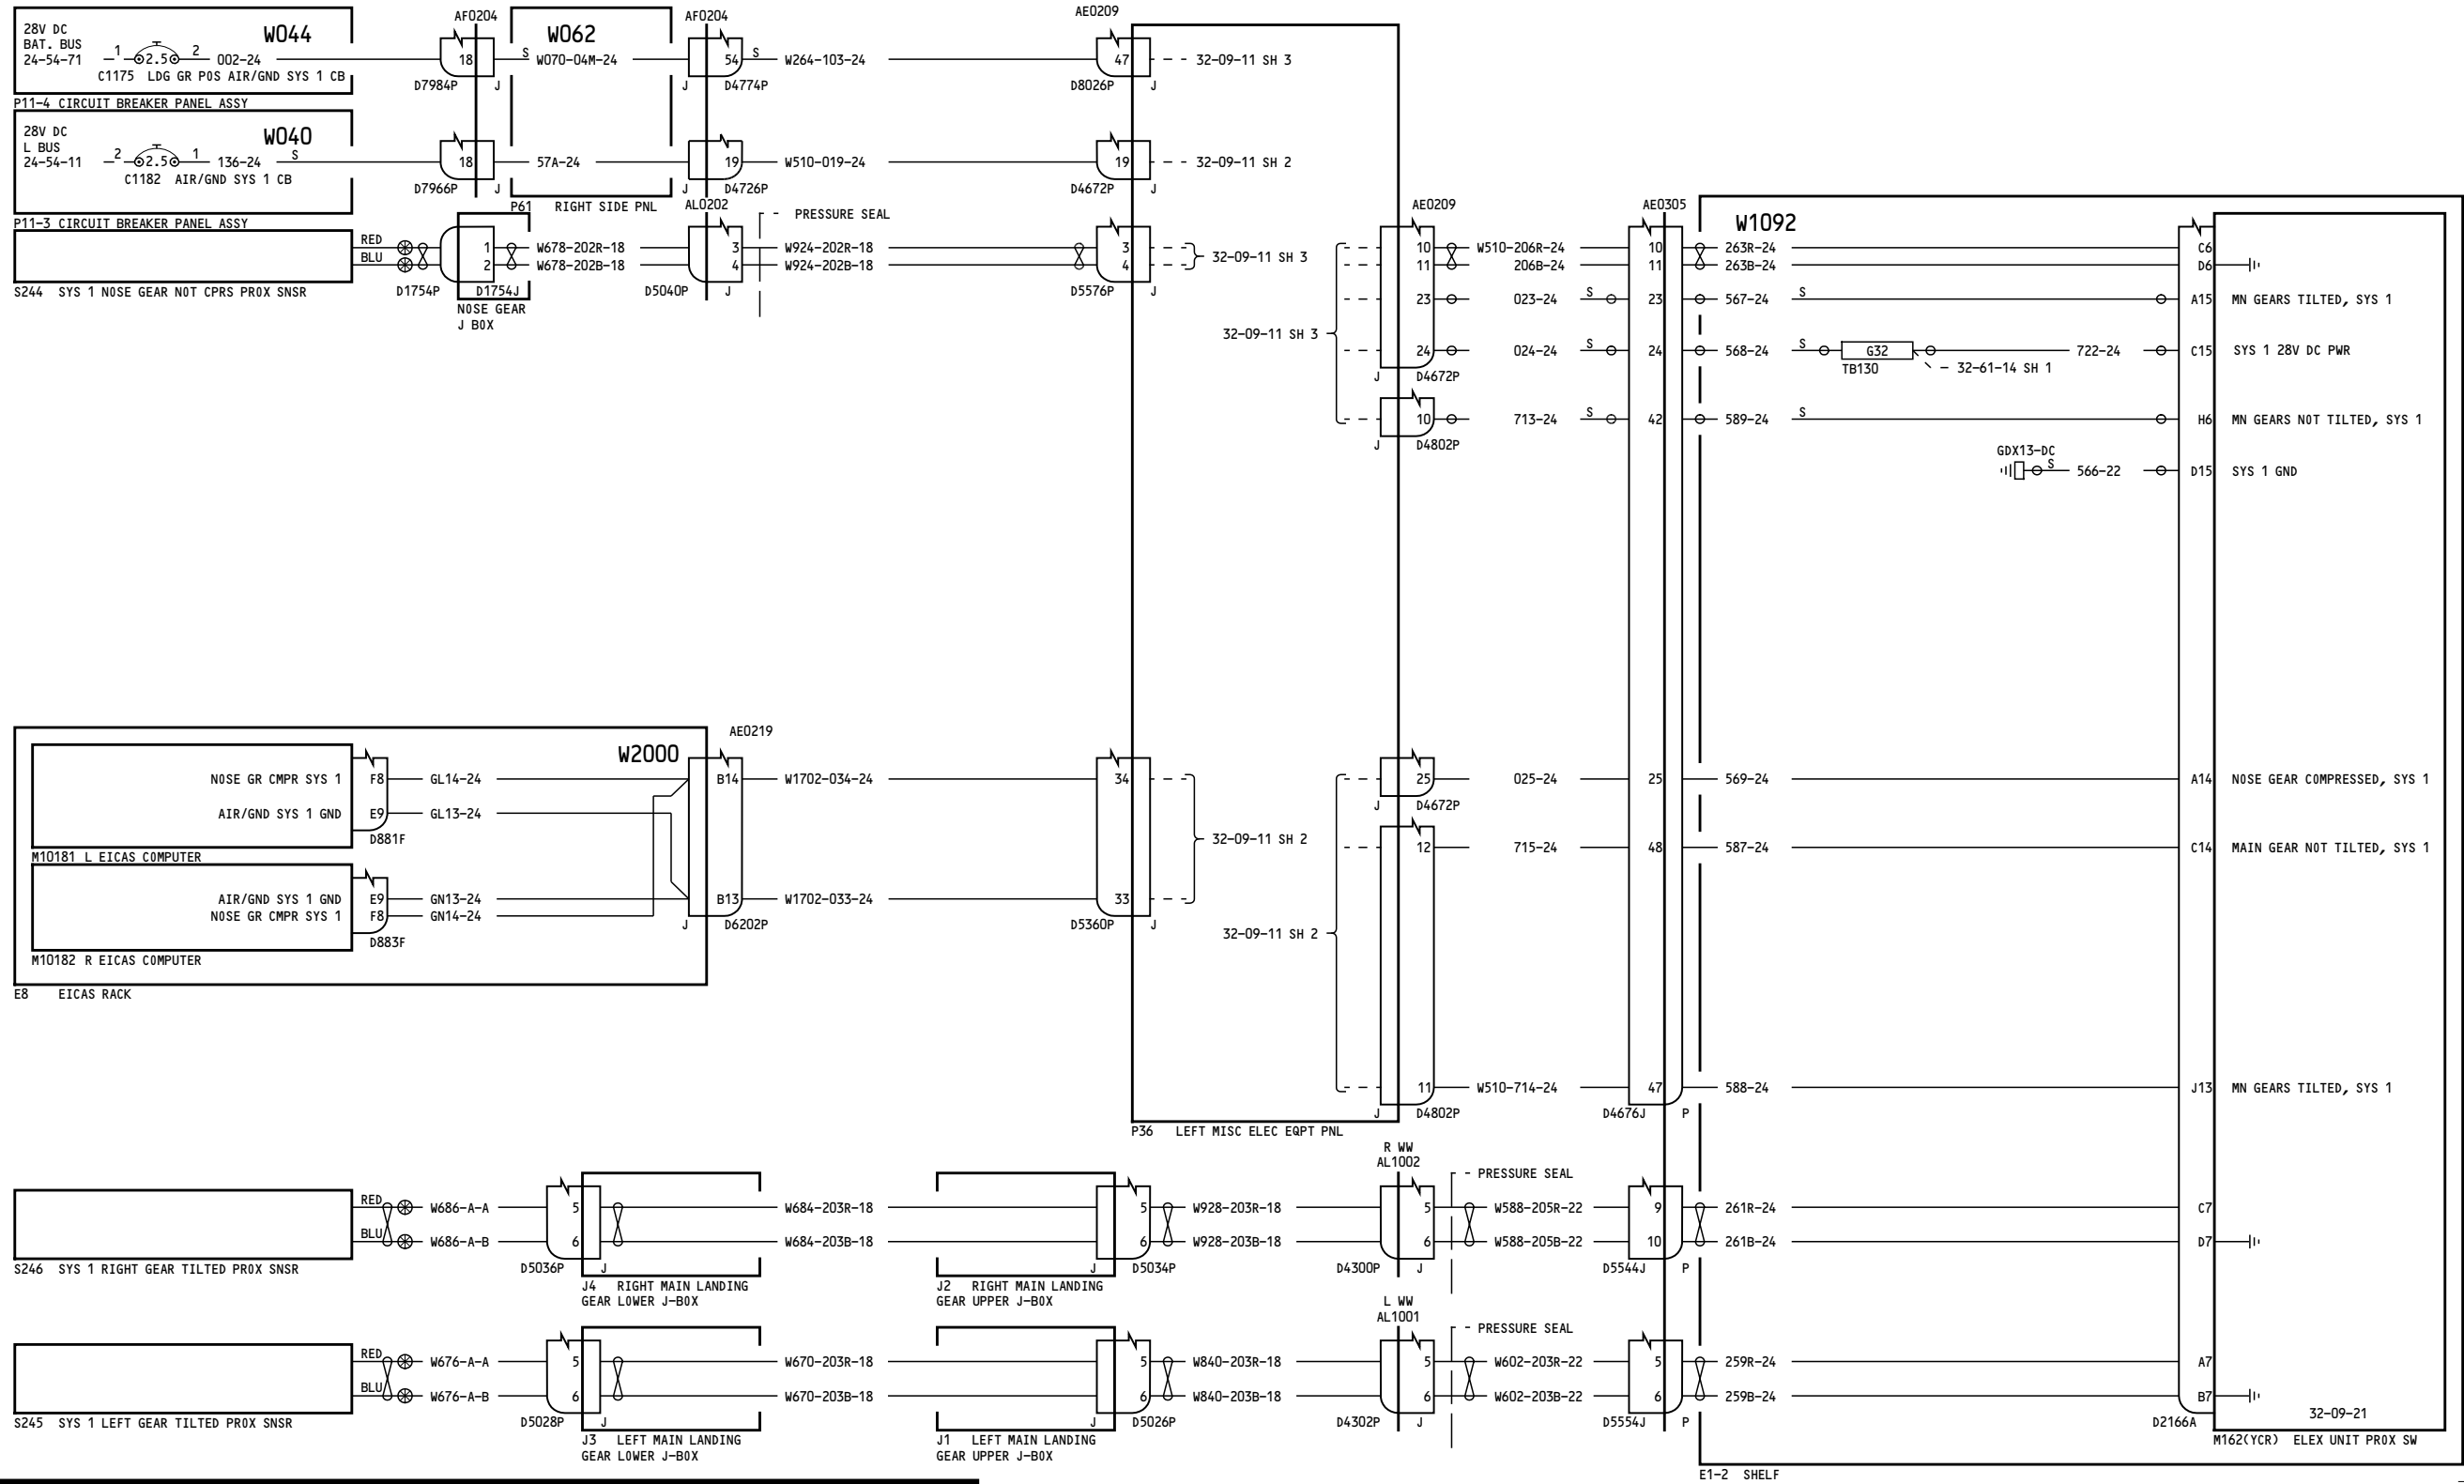 28V DC
BAT. BUS
24-54-71
1 2.5 2 002-24
W044
C1175 LDG GR POS AIR/GND SYS 1 CB
P11-4 CIRCUIT BREAKER PANEL ASSY
AF0204
18
D7984P J
W062
S W070-04M-24
AF0204
54 S
J D4774P
W264-103-24
AE0209
47
D8026P J
32-09-11 SH 3
28V DC
L BUS
24-54-11
2 2.5 1 136-24 S
W040
C1182 AIR/GND SYS 1 CB
P11-3 CIRCUIT BREAKER PANEL ASSY
18
D7966P J
57A-24
P61 RIGHT SIDE PNL
19
J D4726P
W510-019-24
19
D4672P J
32-09-11 SH 2
RED
BLU
S244 SYS 1 NOSE GEAR NOT CPRS PROX SNSR
1
2
D1754P D1754J
NOSE GEAR
J BOX
W678-202R-18
W678-202B-18
AL0202
3
4
D5040P J
PRESSURE SEAL
W924-202R-18
W924-202B-18
3
4
D5576P J
32-09-11 SH 3
32-09-11 SH 3
AE0209
10
11
23
24
J D4672P
10
J D4802P
W510-206R-24
206B-24
023-24 S
024-24 S
713-24 S
AE0305
10
11
23
24
42
W1092
263R-24 C6
263B-24 D6
567-24 S A15 MN GEARS TILTED, SYS 1
568-24 S G32 722-24 C15 SYS 1 28V DC PWR
TB130 32-61-14 SH 1
589-24 S H6 MN GEARS NOT TILTED, SYS 1
GDX13-DC
S 566-22 D15 SYS 1 GND
W2000
NOSE GR CMPR SYS 1 F8 GL14-24
AIR/GND SYS 1 GND E9 GL13-24
D881F
M10181 L EICAS COMPUTER
AIR/GND SYS 1 GND E9 GN13-24
NOSE GR CMPR SYS 1 F8 GN14-24
D883F
M10182 R EICAS COMPUTER
E8 EICAS RACK
AE0219
B14 W1702-034-24 34
B13 W1702-033-24 33
J D6202P
D5360P J
32-09-11 SH 2
32-09-11 SH 2
25 025-24 25 569-24 A14 NOSE GEAR COMPRESSED, SYS 1
J D4672P
12 715-24 48 587-24 C14 MAIN GEAR NOT TILTED, SYS 1
11 W510-714-24 47 588-24 J13 MN GEARS TILTED, SYS 1
J D4802P
D4676J P
P36 LEFT MISC ELEC EQPT PNL
RED W686-A-A
BLU W686-A-B
S246 SYS 1 RIGHT GEAR TILTED PROX SNSR
5
6
D5036P J
J4 RIGHT MAIN LANDING
GEAR LOWER J-BOX
W684-203R-18
W684-203B-18
J2 RIGHT MAIN LANDING
GEAR UPPER J-BOX
5
6
J D5034P
W928-203R-18
W928-203B-18
R WW
AL1002
5
6
D4300P J
PRESSURE SEAL
W588-205R-22
W588-205B-22
9
10
D5544J P
261R-24 C7
261B-24 D7
RED W676-A-A
BLU W676-A-B
S245 SYS 1 LEFT GEAR TILTED PROX SNSR
5
6
D5028P J
J3 LEFT MAIN LANDING
GEAR LOWER J-BOX
W670-203R-18
W670-203B-18
J1 LEFT MAIN LANDING
GEAR UPPER J-BOX
5
6
J D5026P
W840-203R-18
W840-203B-18
L WW
AL1001
5
6
D4302P J
PRESSURE SEAL
W602-203R-22
W602-203B-22
5
6
D5554J P
259R-24 A7
259B-24 B7
D2166A
32-09-21
M162(YCR) ELEX UNIT PROX SW
E1-2 SHELF